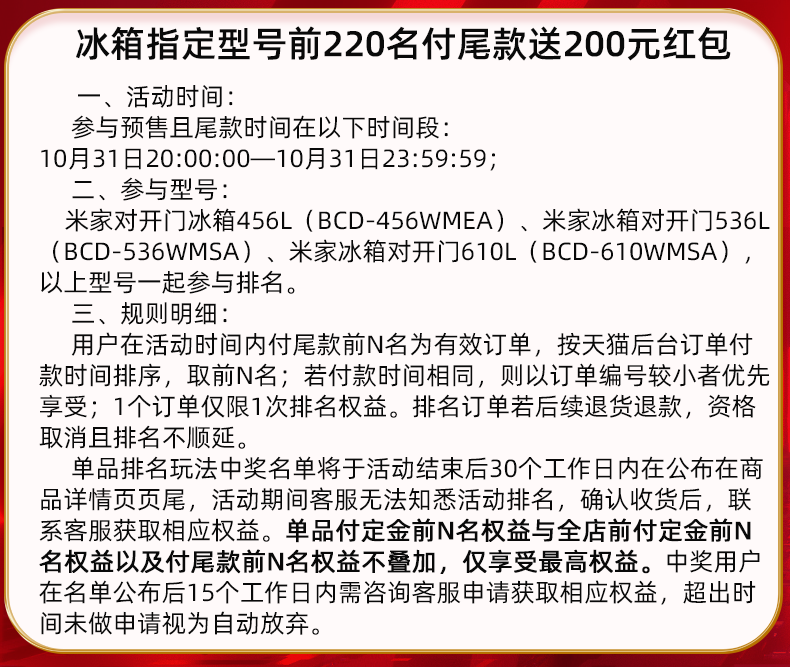 冰箱指定型号前220名付尾款送200元红包
一、活动时间：
参与预售且尾款时间在以下时间段：
10月31日20:00:00—10月31日23:59:59；
二、参与型号：
米家对开门冰箱456L（BCD-456WMEA）、米家冰箱对开门536L
（BCD-536WMSA）、米家冰箱对开门610L（BCD-610WMSA），
以上型号一起参与排名。
三、规则明细：
用户在活动时间内付尾款前N名为有效订单，按天猫后台订单付
款时间排序，取前N名；若付款时间相同，则以订单编号较小者优先
享受；1个订单仅限1次排名权益。排名订单若后续退货退款，资格
取消且排名不顺延。
单品排名玩法中奖名单将于活动结束后30个工作日内在公布在商
品详情页页尾，活动期间客服无法知悉活动排名，确认收货后，联
系客服获取相应权益。单品付定金前N名权益与全店前付定金前N
名权益以及付尾款前N名权益不叠加，仅享受最高权益。中奖用户
在名单公布后15个工作日内需咨询客服申请获取相应权益，超出时
间未做申请视为自动放弃。